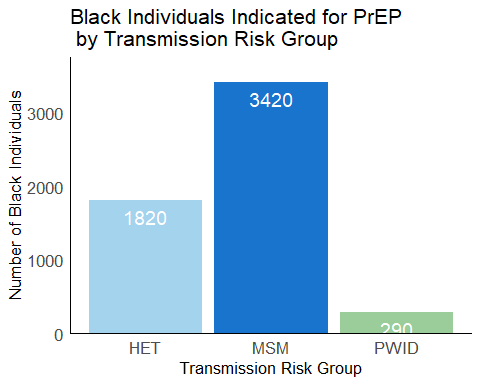 Black Individuals Indicated for PrEP
by Transmission Risk Group
Number of Black Individuals
3000
2000
1000
0
1820
3420
290
HET
MSM
PWID
Transmission Risk Group